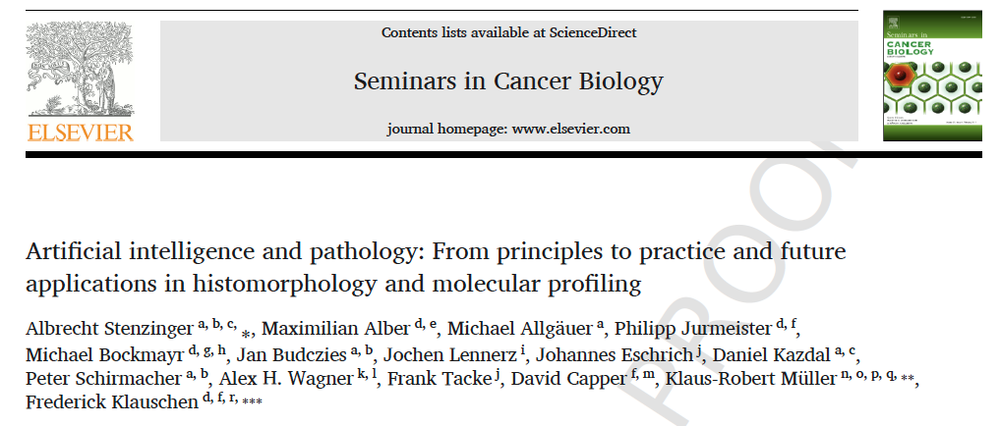 Contents lists available at ScienceDirect
Seminars in Cancer Biology
journal homepage: www.elsevier.com
ELSEVIER
Seminars in
CANCER
BIOLOGY
PROOF
Artificial intelligence and pathology: From principles to practice and future
applications in histomorphology and molecular profiling
Albrecht Stenzinger a, b, c, *, Maximilian Alber d, e, Michael Allgäuer a, Philipp Jurmeister d, f,
Michael Bockmayr d, g, h, Jan Budczies a, b, Jochen Lennerz i, Johannes Eschrich j, Daniel Kazdal a, c,
Peter Schirmacher a, b, Alex H. Wagner k, l, Frank Tacke j, David Capper f, m, Klaus-Robert Müller n, o, p, q, **,
Frederick Klauschen d, f, r, ***